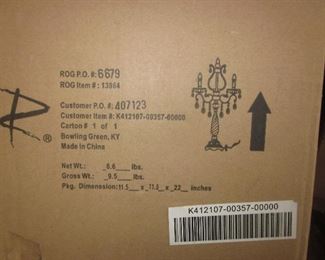 ROG P.O. #: 6679
ROG Item # : 13864
Customer P.O. #: 407123
Customer Item #: K412107-00357-00000
Carton # 1 of 1
Bowling Green, KY
Made in China
R ®
Net Wt.: 6.6 lbs.
Gross Wt.: 9.5 lbs.
Pkg. Dimension: 11.5 x 11.5 x 22 inches
K412107-00357-00000